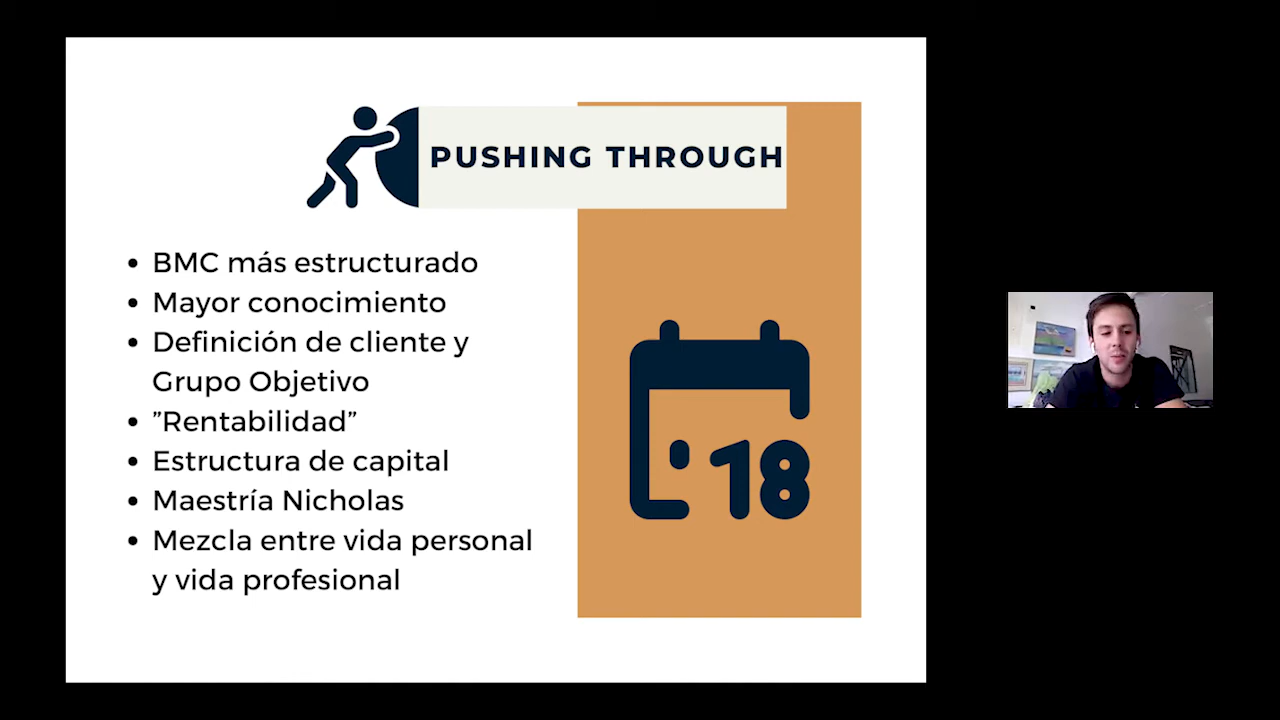 PUSHING THROUGH
• BMC más estructurado
• Mayor conocimiento
• Definición de cliente y
Grupo Objetivo
• ”Rentabilidad”
• Estructura de capital
• Maestría Nicholas
• Mezcla entre vida personal
y vida profesional
'18